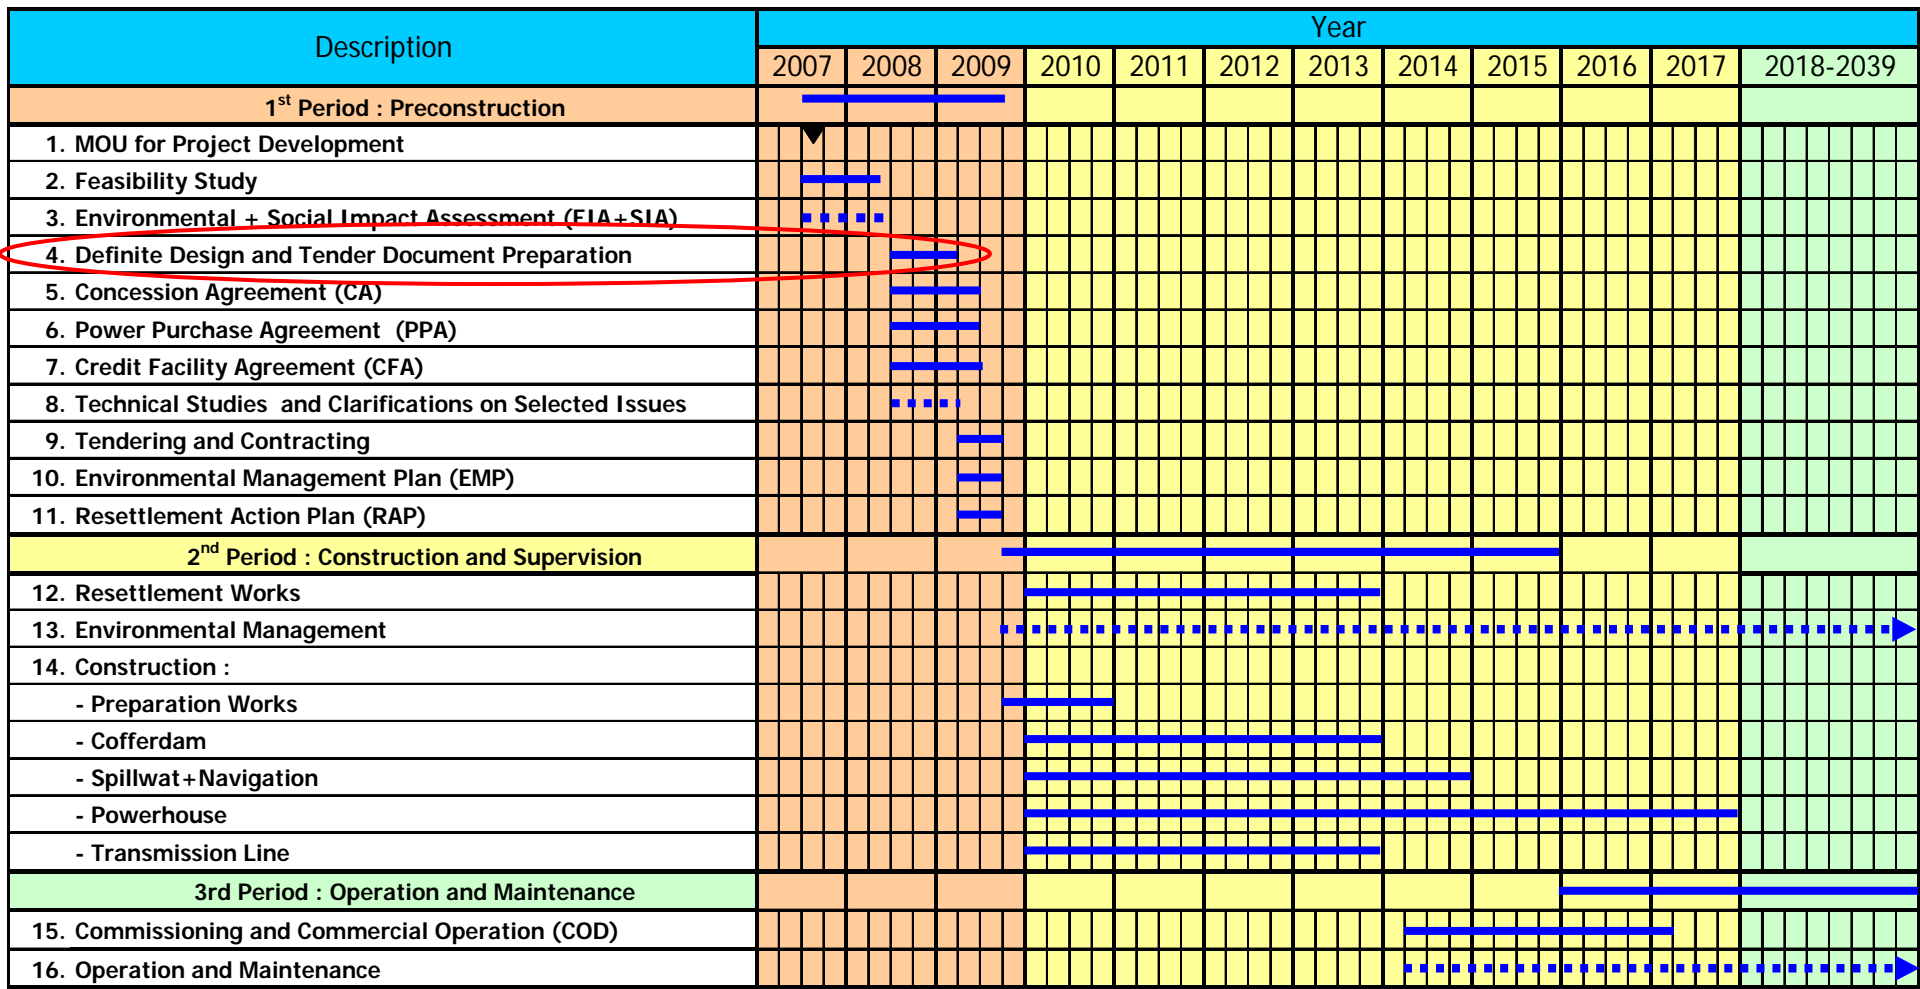 Description
Year
2007 2008 2009 2010 2011 2012 2013 2014 2015 2016 2017 2018-2039
1st Period : Preconstruction
1. MOU for Project Development
2. Feasibility Study
3. Environmental + Social Impact Assessment (EIA+SIA)
4. Definite Design and Tender Document Preparation
5. Concession Agreement (CA)
6. Power Purchase Agreement (PPA)
7. Credit Facility Agreement (CFA)
8. Technical Studies and Clarifications on Selected Issues
9. Tendering and Contracting
10. Environmental Management Plan (EMP)
11. Resettlement Action Plan (RAP)
2nd Period : Construction and Supervision
12. Resettlement Works
13. Environmental Management
14. Construction :
- Preparation Works
- Cofferdam
- Spillwat+Navigation
- Powerhouse
- Transmission Line
3rd Period : Operation and Maintenance
15. Commissioning and Commercial Operation (COD)
16. Operation and Maintenance